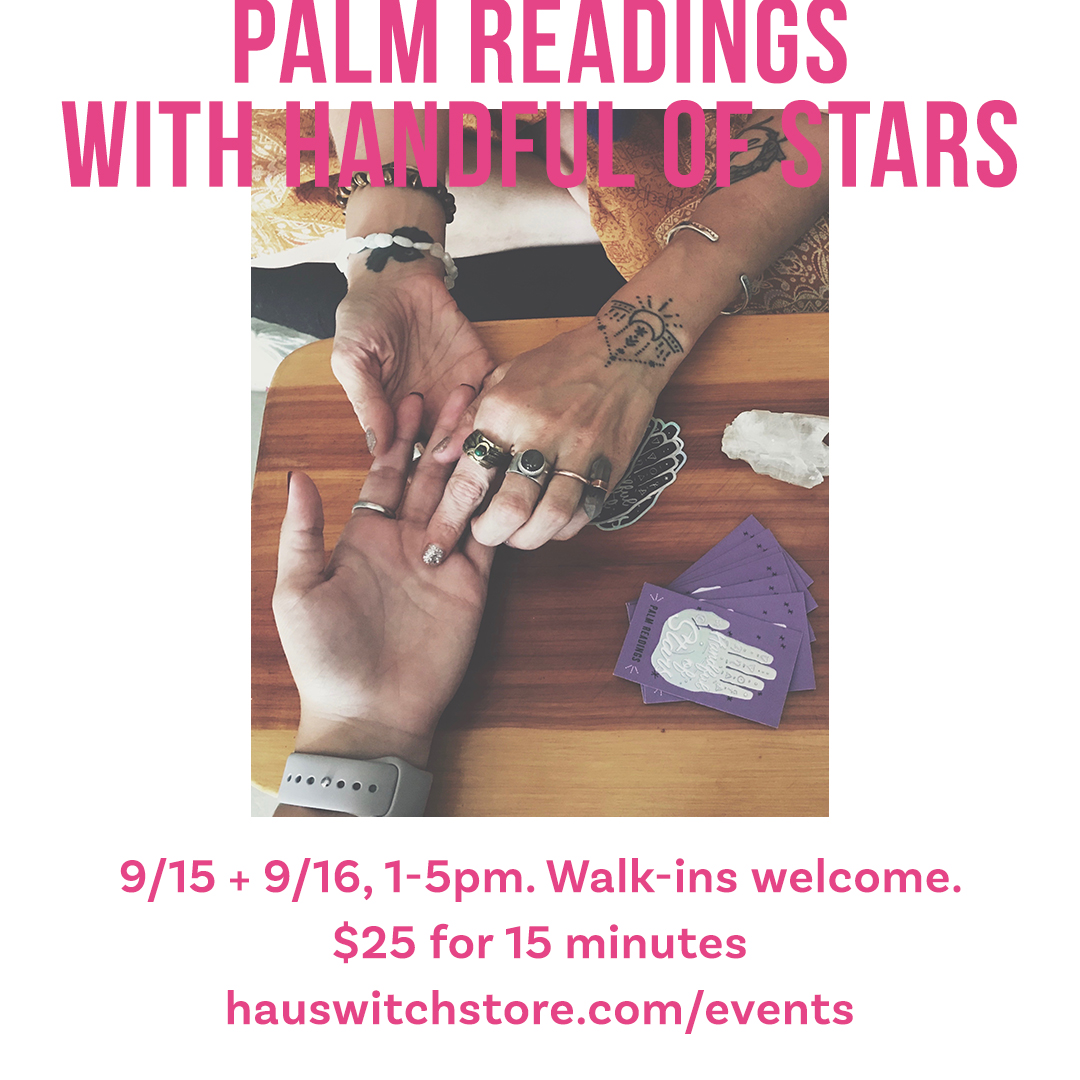 PALM READINGS
WITH HANDFUL OF STARS
PALM READINGS
9/15 + 9/16, 1-5pm. Walk-ins welcome.
$25 for 15 minutes
hauswitchstore.com/events